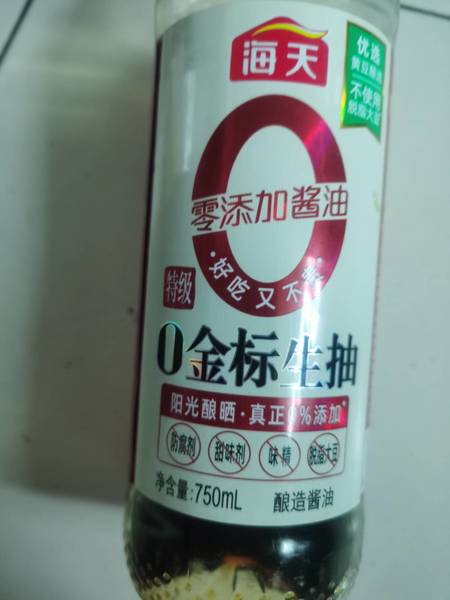 海天
优选
黄豆酿造
不使用
脱脂大豆
零添加酱油
·好吃又不
特级
0金标生抽
阳光酿晒·真正0%添加*
防腐剂 甜味剂 味精 脱脂大豆
净含量:750mL 酿造酱油